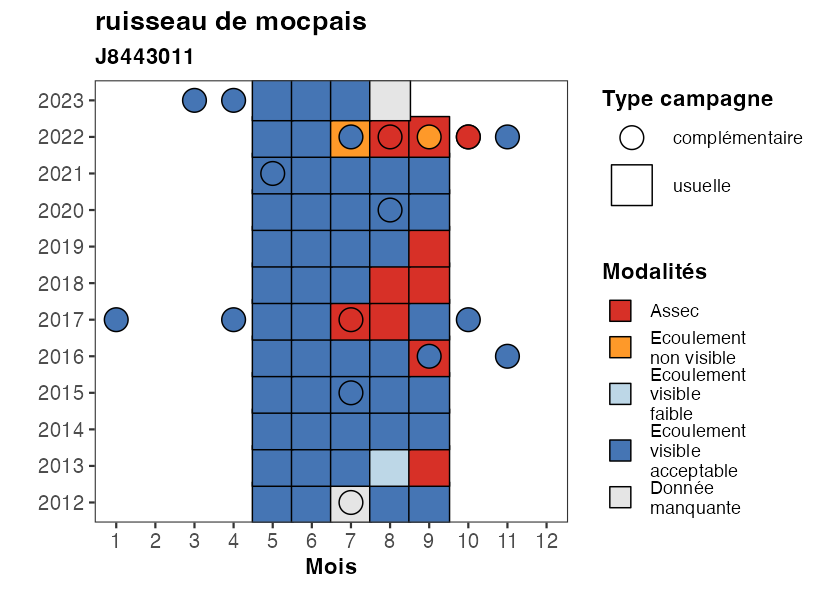 ruisseau de mocpais
J8443011
2023
2022
2021
2020
2019
2018
2017
2016
2015
2014
2013
2012
1 2 3 4 5 6 7 8 9 10 11 12
Mois
Type campagne
complémentaire
usuelle
Modalités
Assec
Ecoulement
non visible
Ecoulement
visible
faible
Ecoulement
visible
acceptable
Donnée
manquante